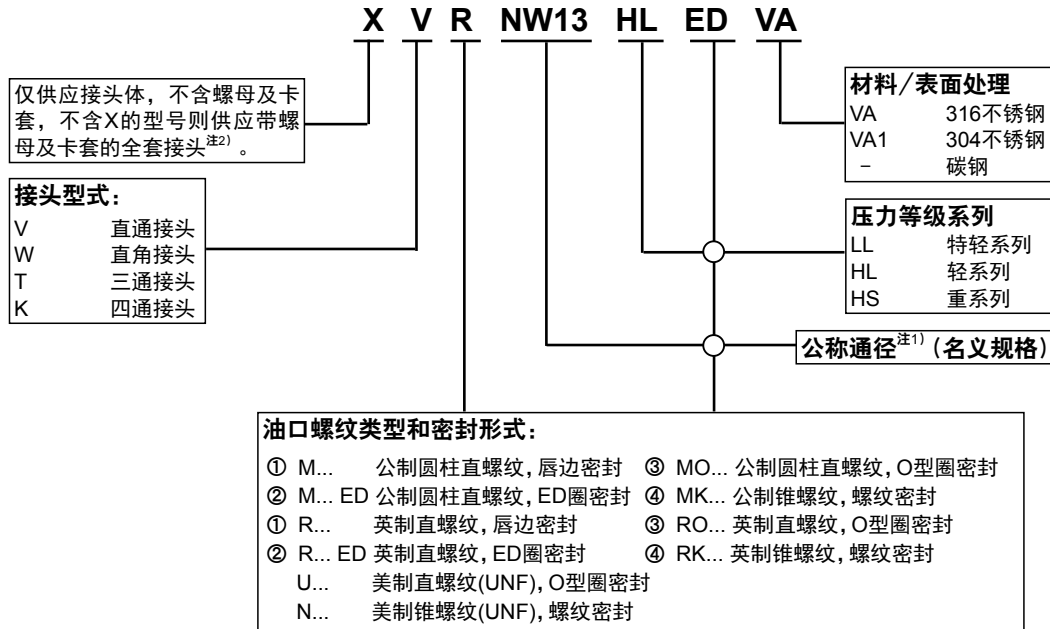 X V R NW13 HL ED VA
仅供应接头体，不含螺母及卡
套，不含X的型号则供应带螺
母及卡套的全套接头注2）。
接头型式：
V 直通接头
W 直角接头
T 三通接头
K 四通接头
材料/表面处理
VA 316不锈钢
VA1 304不锈钢
– 碳钢
压力等级系列
LL 特轻系列
HL 轻系列
HS 重系列
公称通径注1）(名义规格)
油口螺纹类型和密封形式：
① M... 公制圆柱直螺纹，唇边密封 ③ MO... 公制圆柱直螺纹，O型圈密封
② M... ED 公制圆柱直螺纹，ED圈密封 ④ MK... 公制锥螺纹，螺纹密封
① R... 英制直螺纹，唇边密封 ③ RO... 英制直螺纹，O型圈密封
② R... ED 英制直螺纹，ED圈密封 ④ RK... 英制锥螺纹，螺纹密封
U... 美制直螺纹(UNF)，O型圈密封
N... 美制锥螺纹(UNF)，螺纹密封